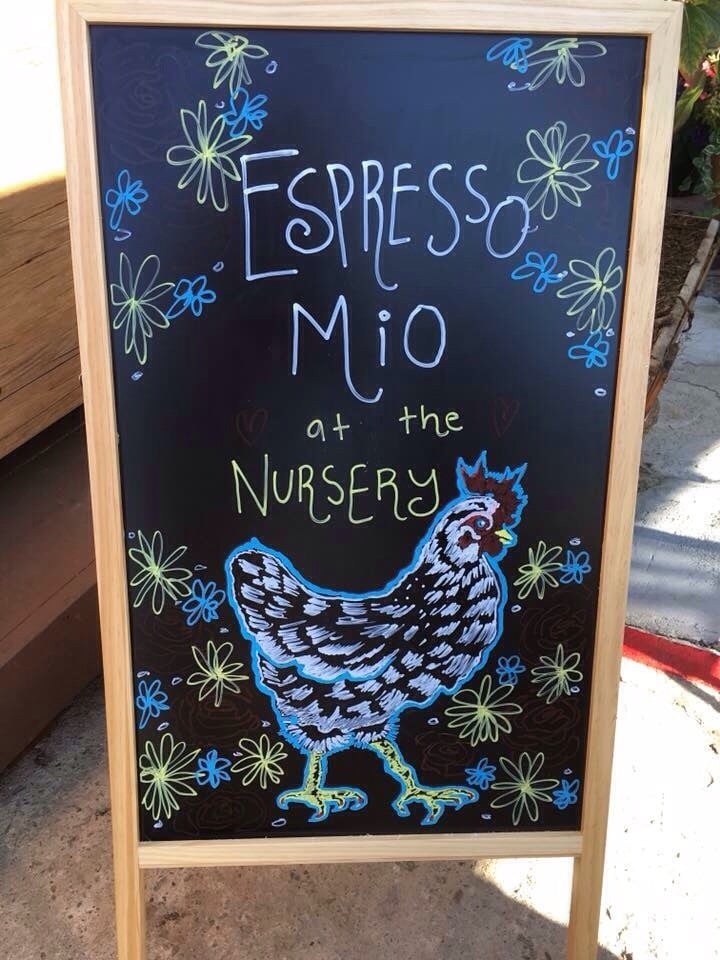 ESPRESSO
MiO
at the
NURSERY